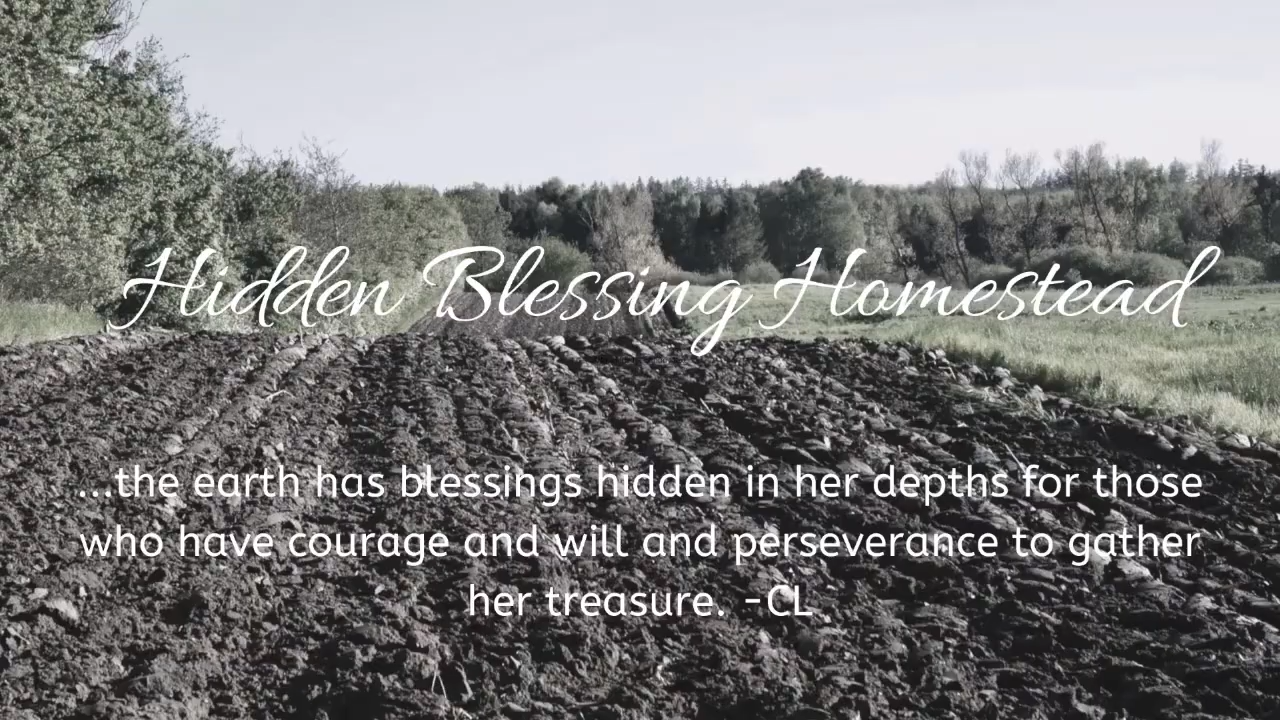 Hidden Blessing Homestead
...the earth has blessings hidden in her depths for those
who have courage and will and perseverance to gather
her treasure. -CL